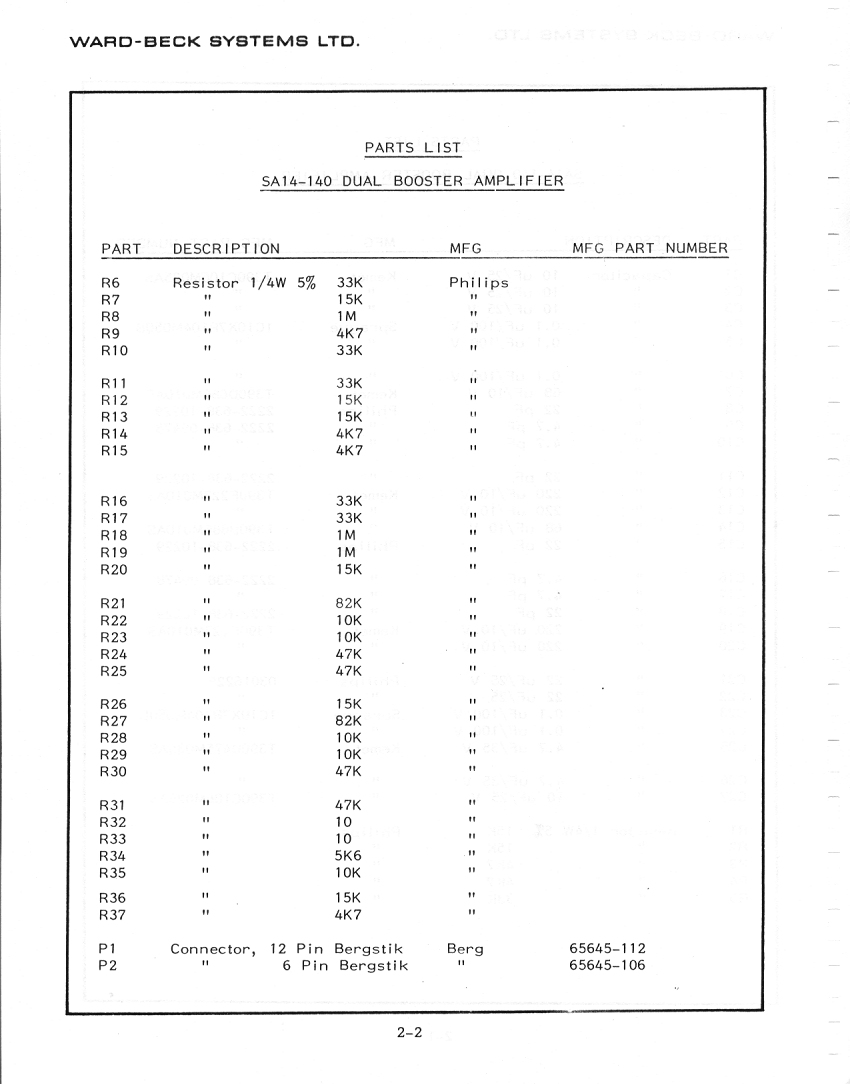 WARD-BECK SYSTEMS LTD.
PARTS LIST
SA14-140 DUAL BOOSTER AMPLIFIER
PART DESCRIPTION MFG MFG PART NUMBER
R6 Resistor 1/4W 5% 33K Philips
R7 " 15K "
R8 " 1M "
R9 " 4K7 "
R10 " 33K "
R11 " 33K "
R12 " 15K "
R13 " 15K "
R14 " 4K7 "
R15 " 4K7 "
R16 " 33K "
R17 " 33K "
R18 " 1M "
R19 " 1M "
R20 " 15K "
R21 " 82K "
R22 " 10K "
R23 " 10K "
R24 " 47K "
R25 " 47K "
R26 " 15K "
R27 " 82K "
R28 " 10K "
R29 " 10K "
R30 " 47K "
R31 " 47K "
R32 " 10 "
R33 " 10 "
R34 " 5K6 "
R35 " 10K "
R36 " 15K "
R37 " 4K7 "
P1 Connector, 12 Pin Bergstik Berg 65645-112
P2 " 6 Pin Bergstik " 65645-106
2-2